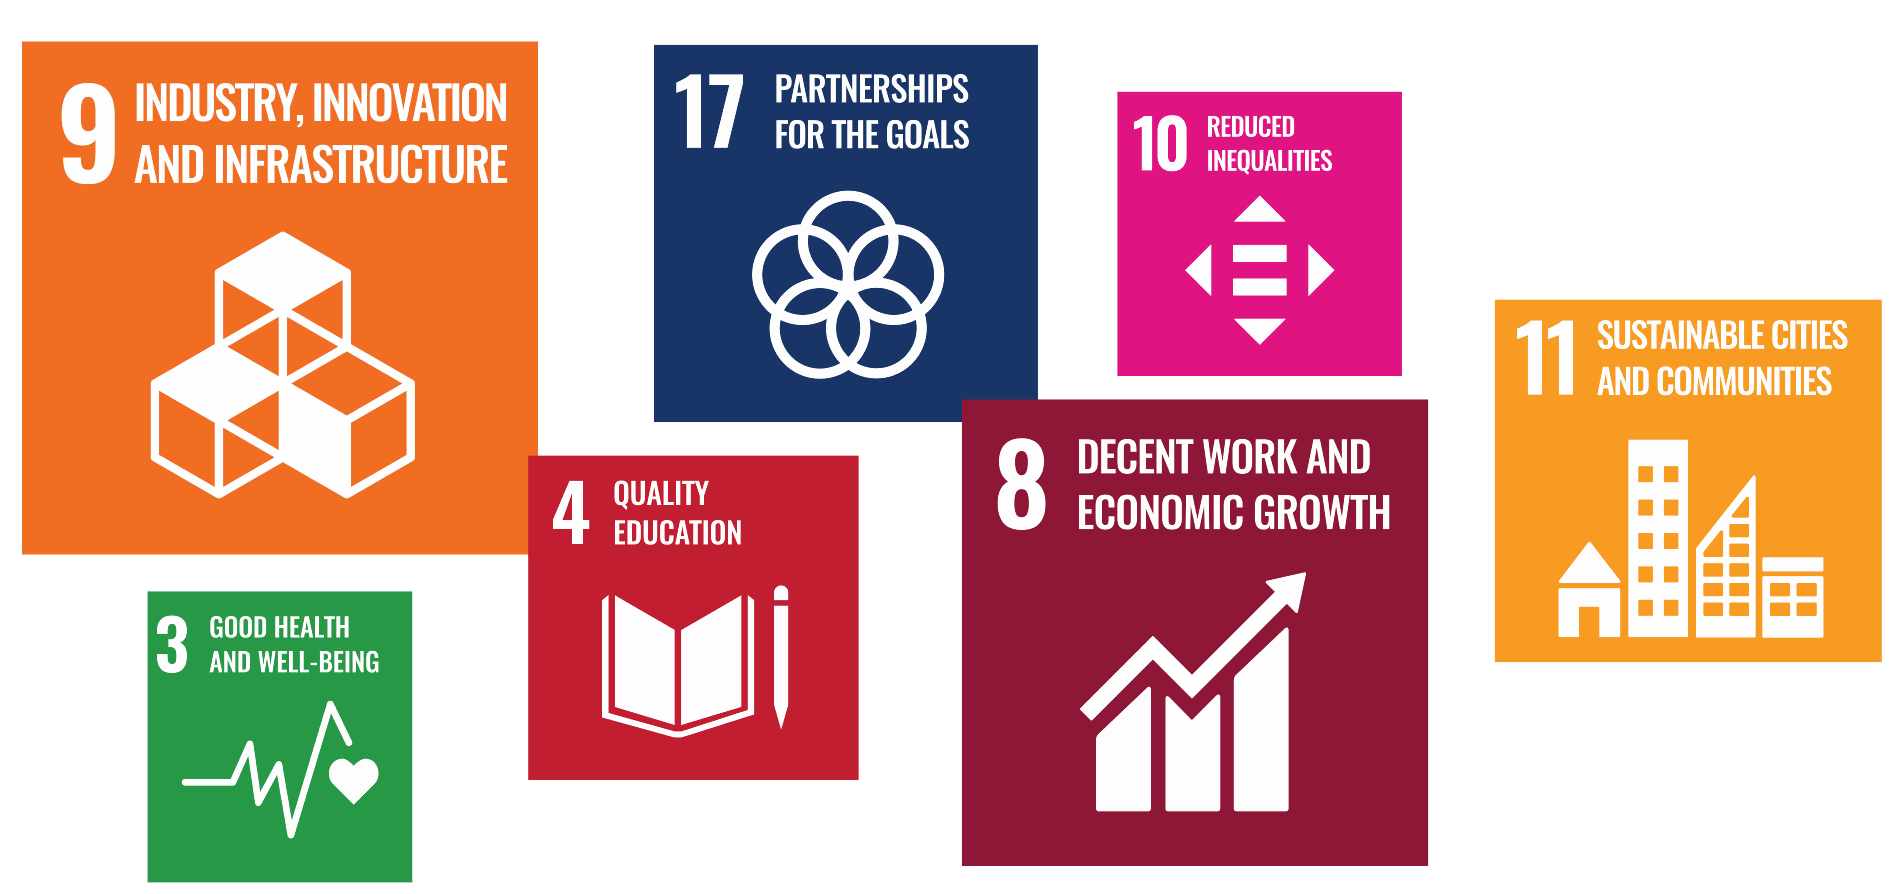 9
INDUSTRY, INNOVATION
AND INFRASTRUCTURE
17
PARTNERSHIPS
FOR THE GOALS
10
REDUCED
INEQUALITIES
11
SUSTAINABLE CITIES
AND COMMUNITIES
4
QUALITY
EDUCATION
8
DECENT WORK AND
ECONOMIC GROWTH
3
GOOD HEALTH
AND WELL-BEING